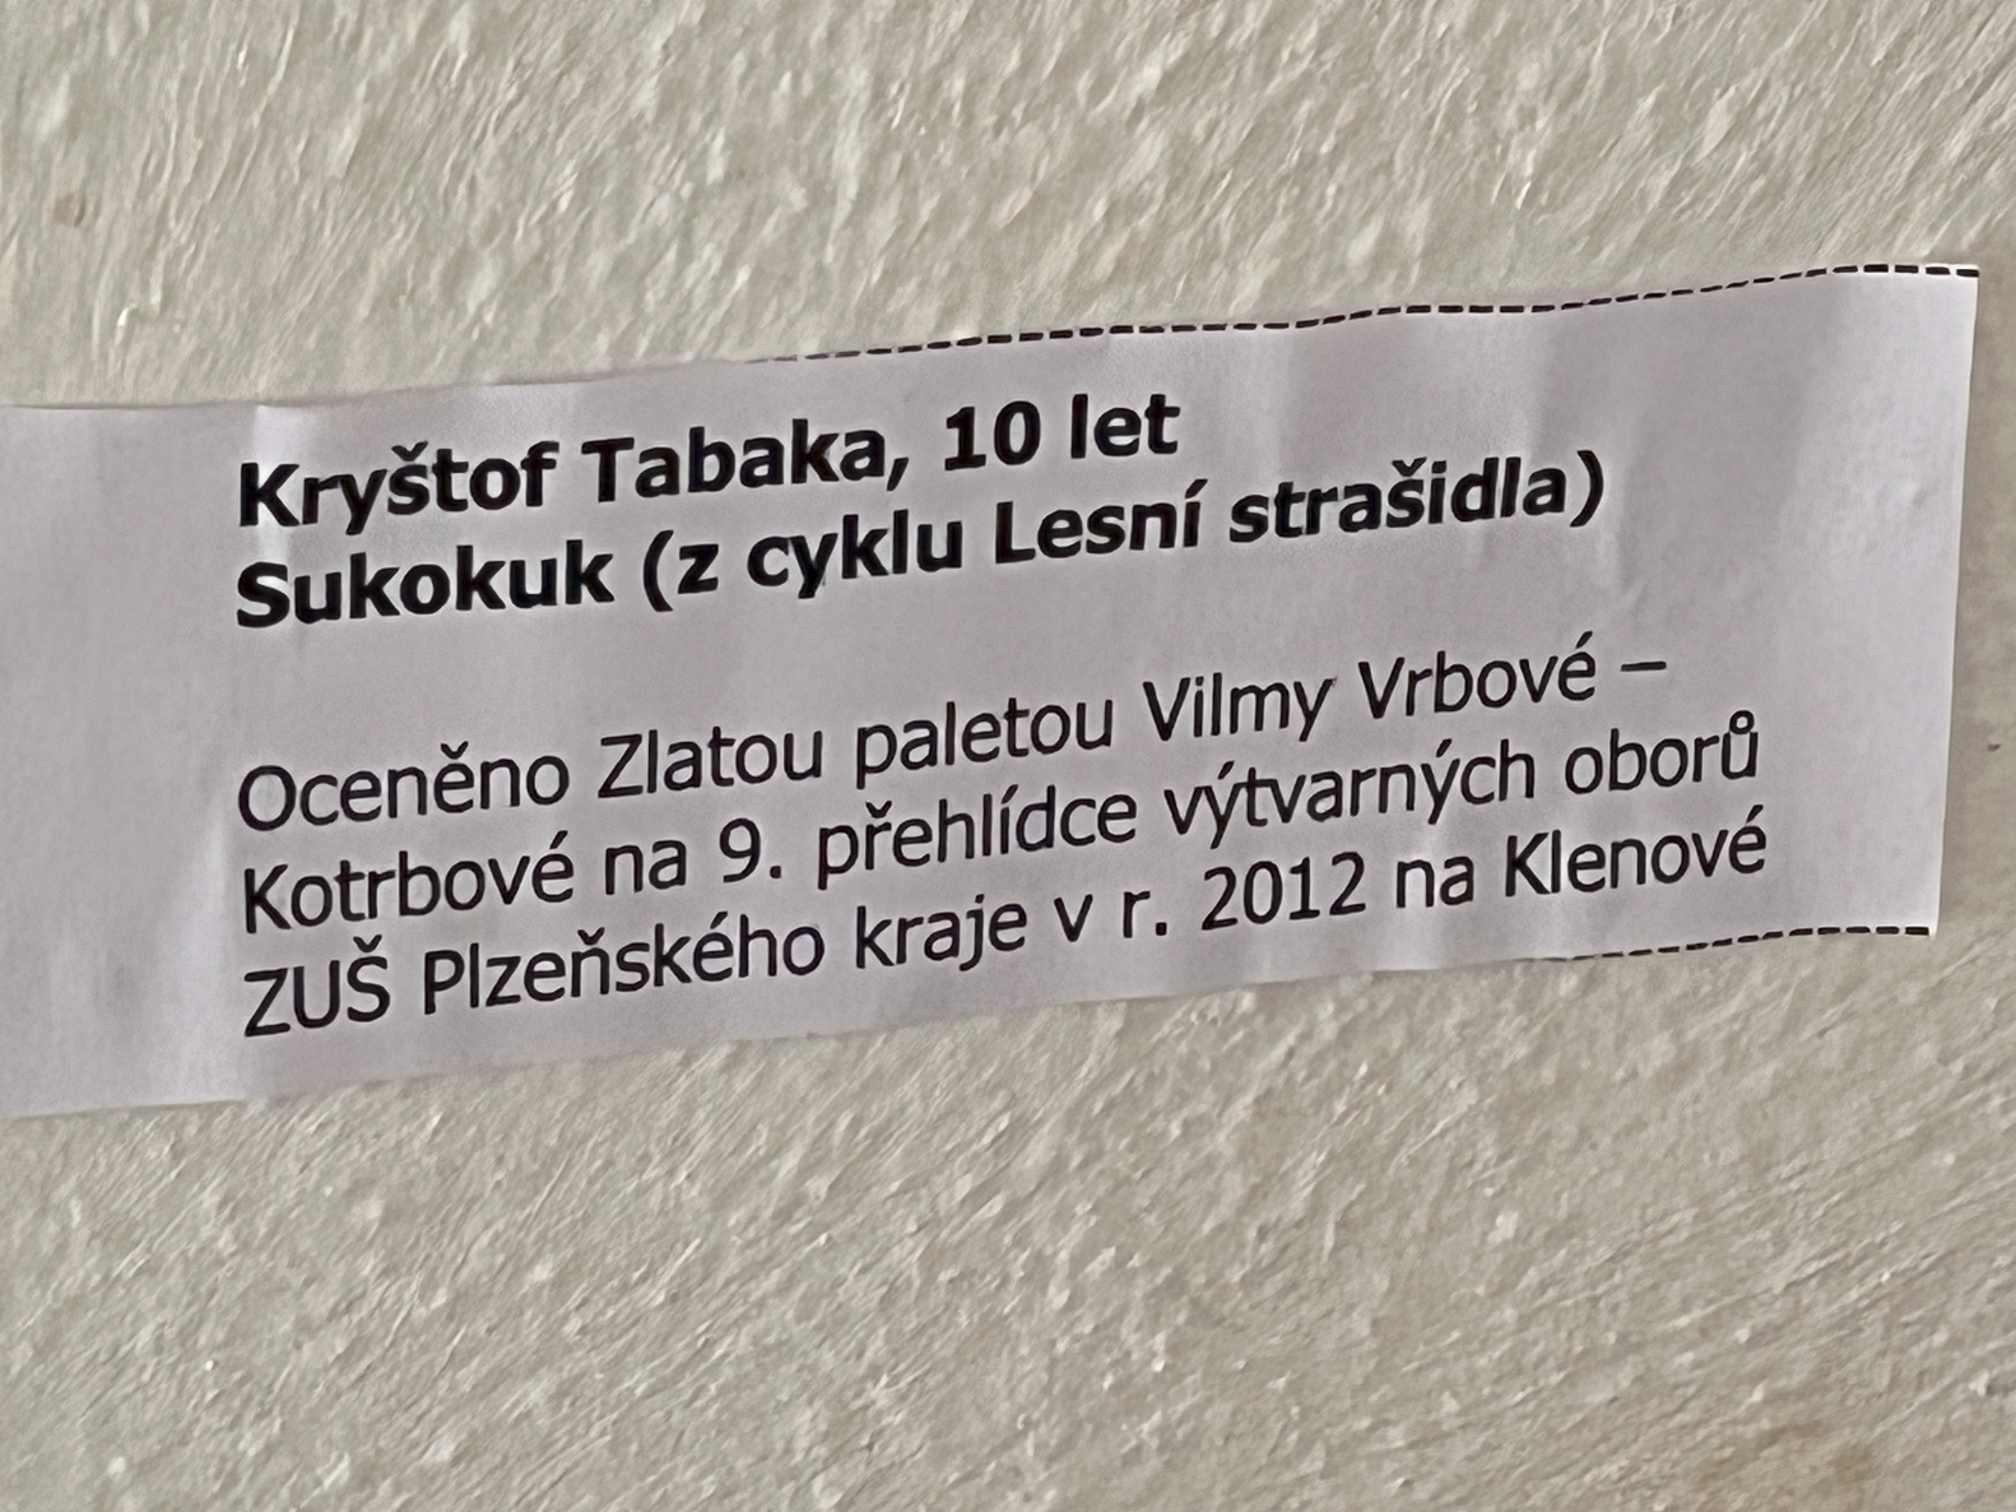 Kryštof Tabaka, 10 let
Sukokuk (z cyklu Lesní strašidla)
Oceněno Zlatou paletou Vilmy Vrbové –
Kotrbové na 9. přehlídce výtvarných oborů
ZUŠ Plzeňského kraje v r. 2012 na Klenové